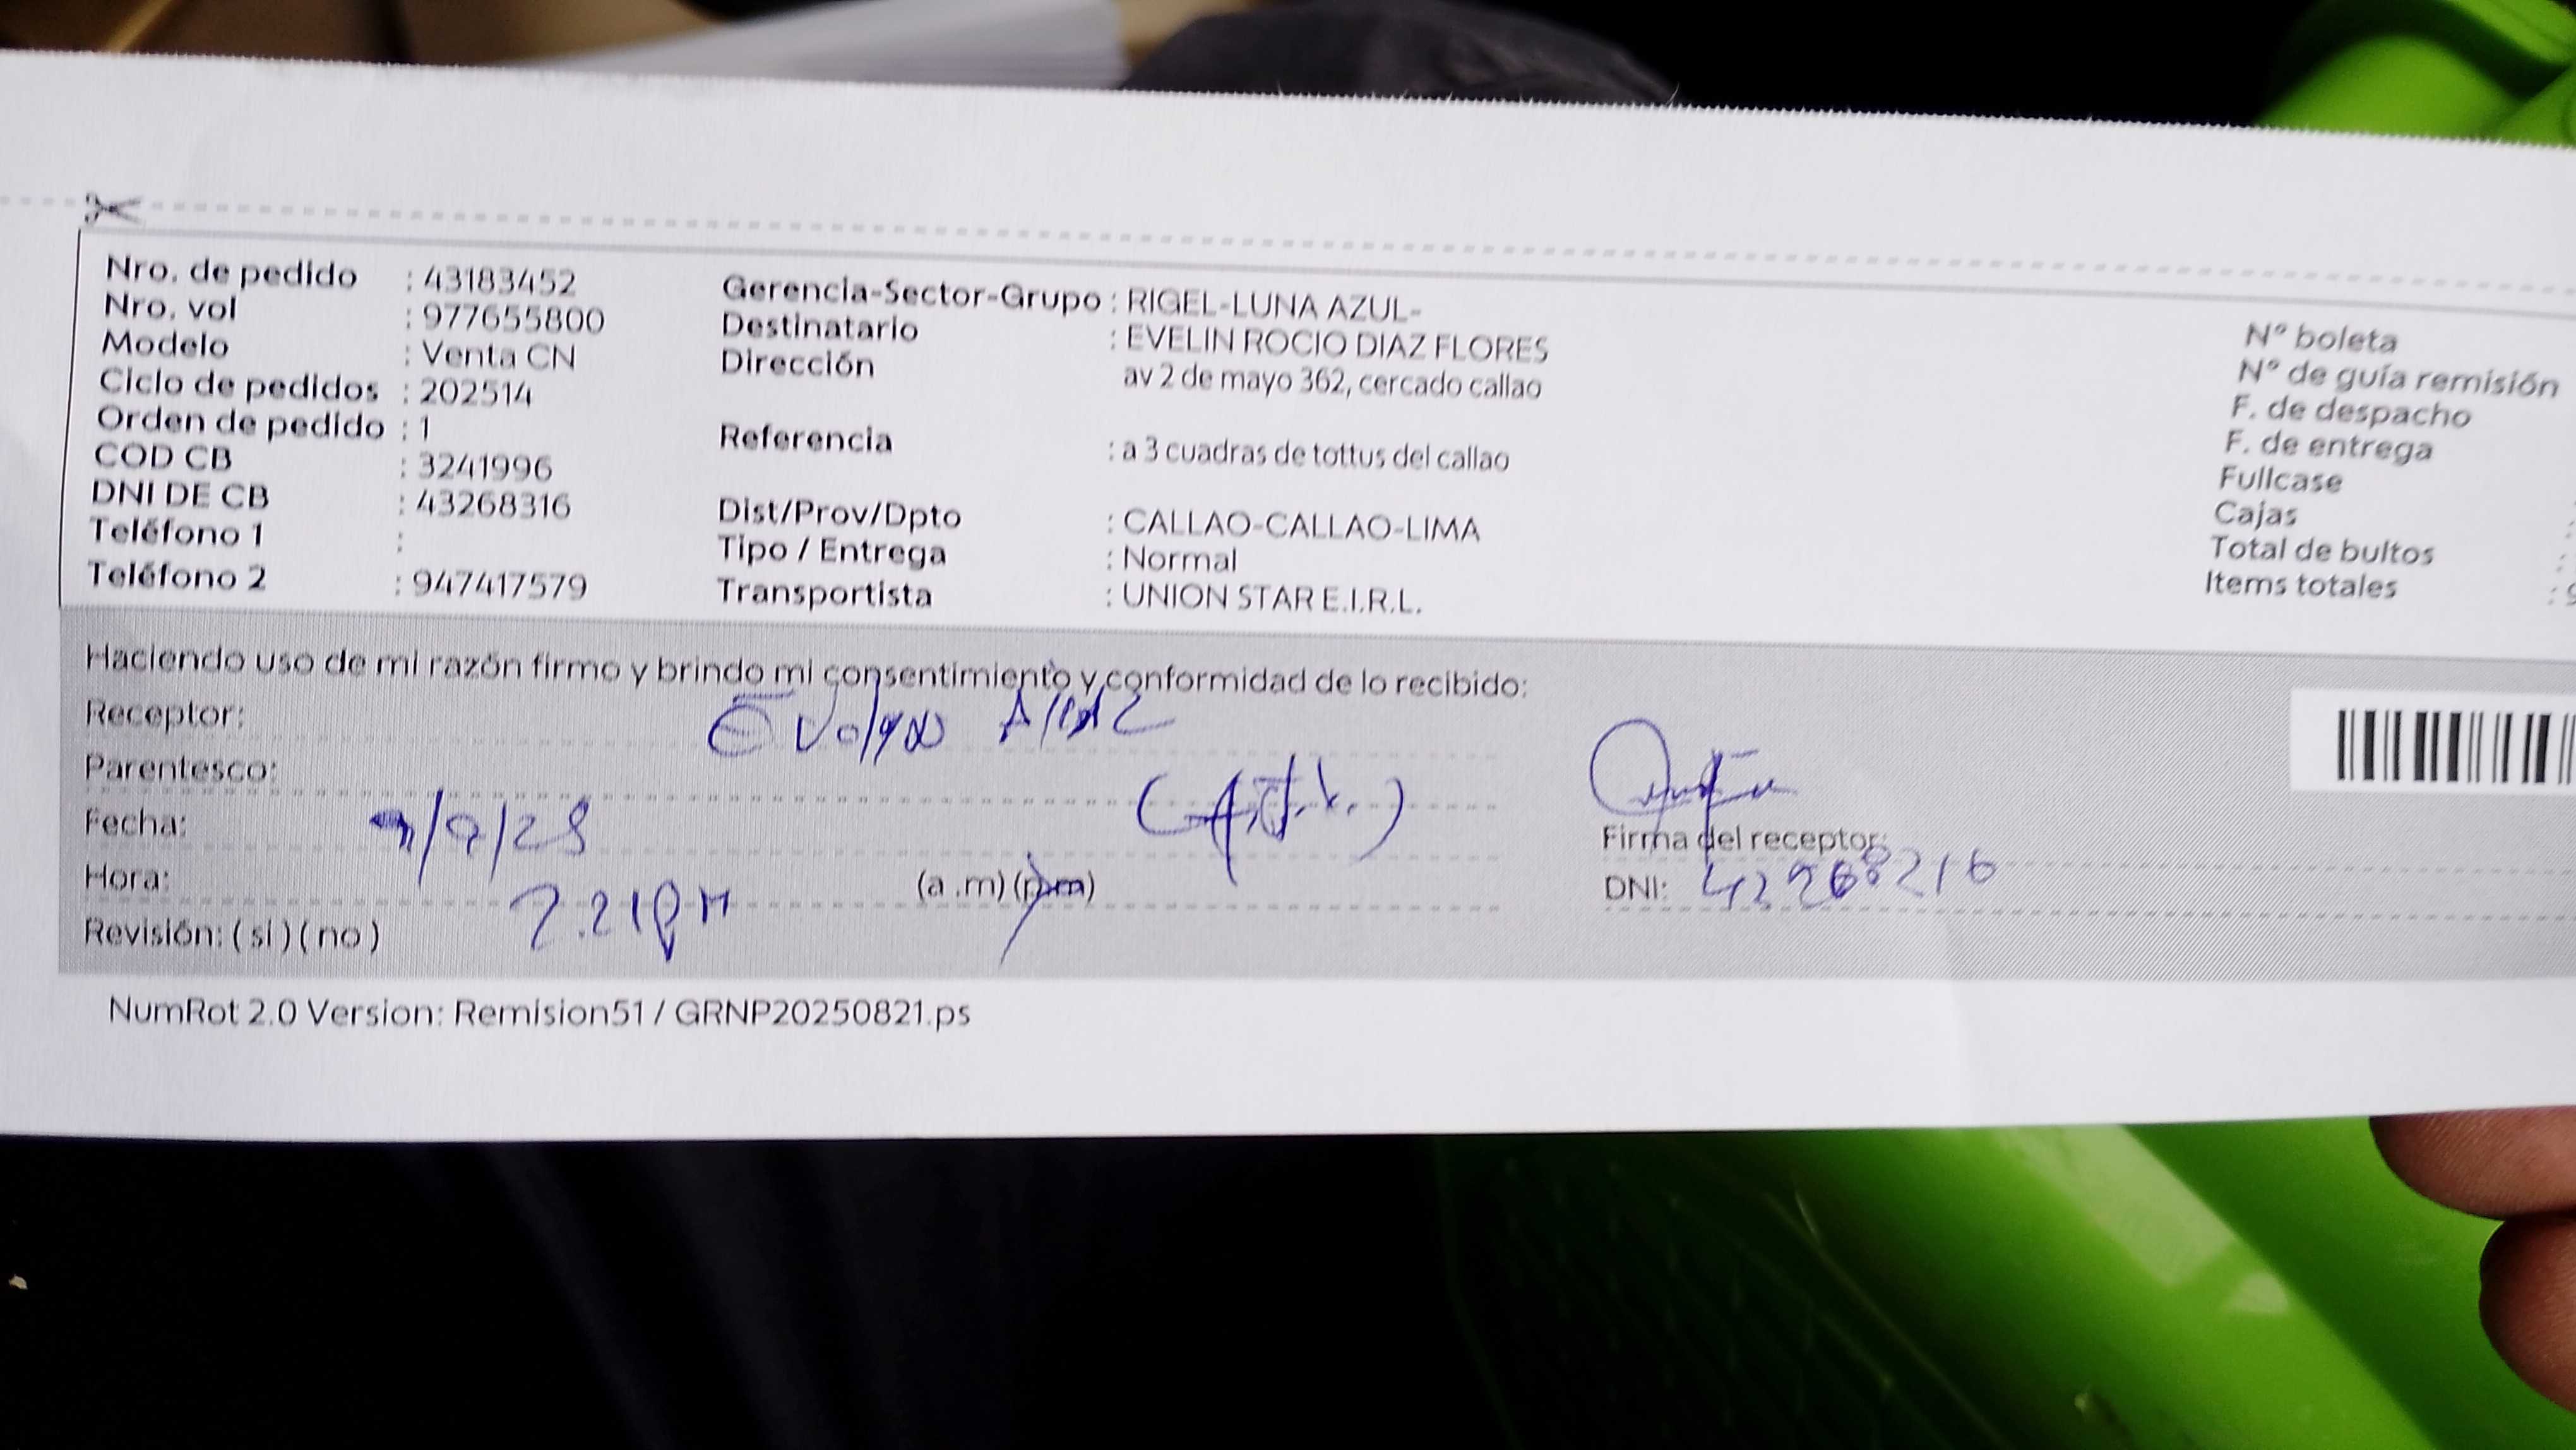 Nro. de pedido : 43183452
Nro. vol : 977655800
Modelo : Venta CN
Ciclo de pedidos : 202514
Orden de pedido : 1
COD CB : 3241996
DNI DE CB : 43268316
Teléfono 1 :
Teléfono 2 : 947417579
Gerencia-Sector-Grupo : RIGEL-LUNA AZUL-
Destinatario : EVELIN ROCIO DIAZ FLORES
Dirección av 2 de mayo 362, cercado callao
Referencia : a 3 cuadras de tottus del callao
Dist/Prov/Dpto : CALLAO-CALLAO-LIMA
Tipo / Entrega : Normal
Transportista : UNION STAR E.I.R.L.
N° boleta
N° de guía remisión
F. de despacho
F. de entrega
Fullcase
Cajas :
Total de bultos :
Items totales : 9
Haciendo uso de mi razón firmo y brindo mi consentimiento y conformidad de lo recibido:
Receptor:
Parentesco:
Fecha:
Hora: 7.21PM (a .m) (p.m)
Revisión: ( si ) ( no )
Firma del receptor:
DNI:
NumRot 2.0 Version: Remision51 / GRNP20250821.ps